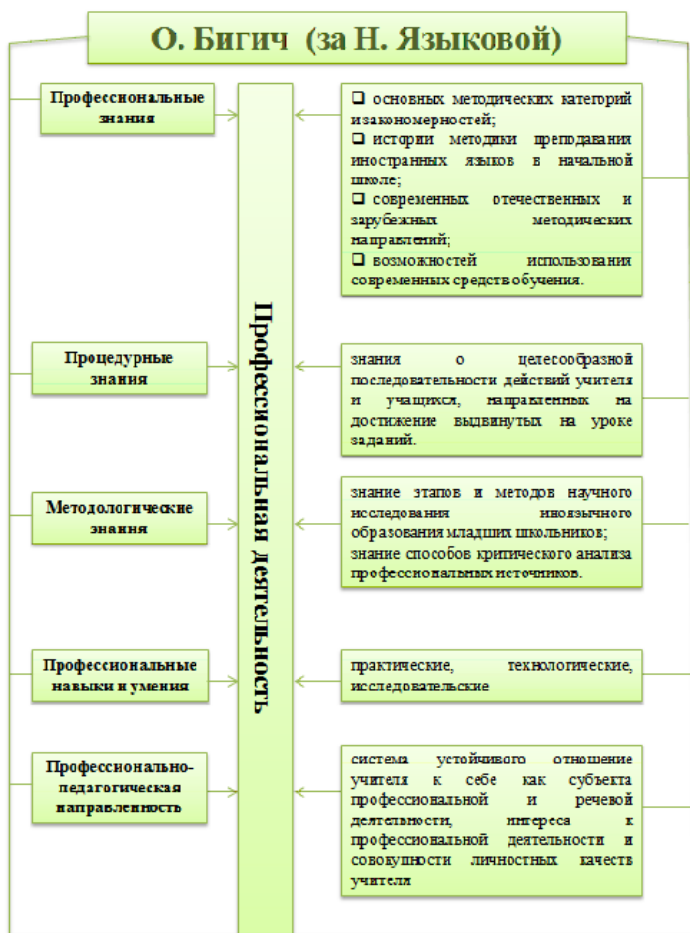 О. Бигич (за Н. Языковой)
Профессиональные
знания
❑ основных методических категорий
изакономерностей;
❑ истории методики преподавания
иностранных языков в начальной
школе;
❑ современных отечественных и
зарубежных методических
направлений;
❑ возможностей использования
современных средств обучения.
Профессиональная деятельность
Процедурные
знания
знания о целесообразной
последовательности действий учителя
и учащихся, направленных на
достижение выдвинутых на уроке
заданий.
Методологические
знания
знание этапов и методов научного
исследования иноязычного
образования младших школьников;
знание способов критического анализа
профессиональных источников.
Профессиональные
навыки и умения
практические, технологические,
исследовательские
Профессионально-
педагогическая
направленность
система устойчивого отношение
учителя к себе как субъекта
профессиональной и речевой
деятельности, интереса к
профессиональной деятельности и
совокупности личностных качеств
учителя